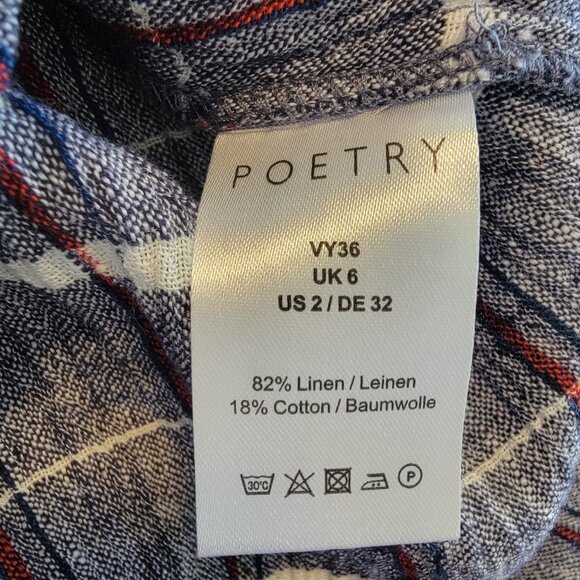 POETRY
VY36
UK 6
US 2 / DE 32
82% Linen / Leinen
18% Cotton / Baumwolle
30°C P